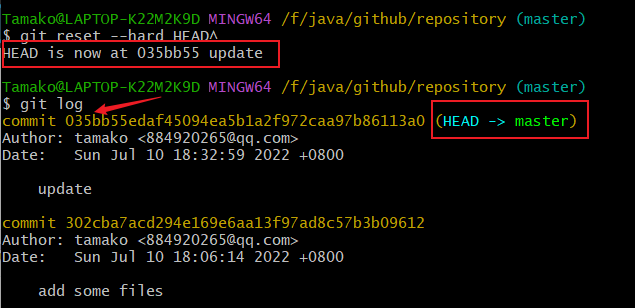 Tamako@LAPTOP-K22M2K9D MINGW64 /f/java/github/repository (master)
$ git reset --hard HEAD^
HEAD is now at 035bb55 update
Tamako@LAPTOP-K22M2K9D MINGW64 /f/java/github/repository (master)
$ git log
commit 035bb55edaf45094ea5b1a2f972caa97b86113a0 (HEAD -> master)
Author: tamako <884920265@qq.com>
Date:   Sun Jul 10 18:32:59 2022 +0800
update
commit 302cba7acd294e169e6aa13f97ad8c57b3b09612
Author: tamako <884920265@qq.com>
Date:   Sun Jul 10 18:06:14 2022 +0800
add some files